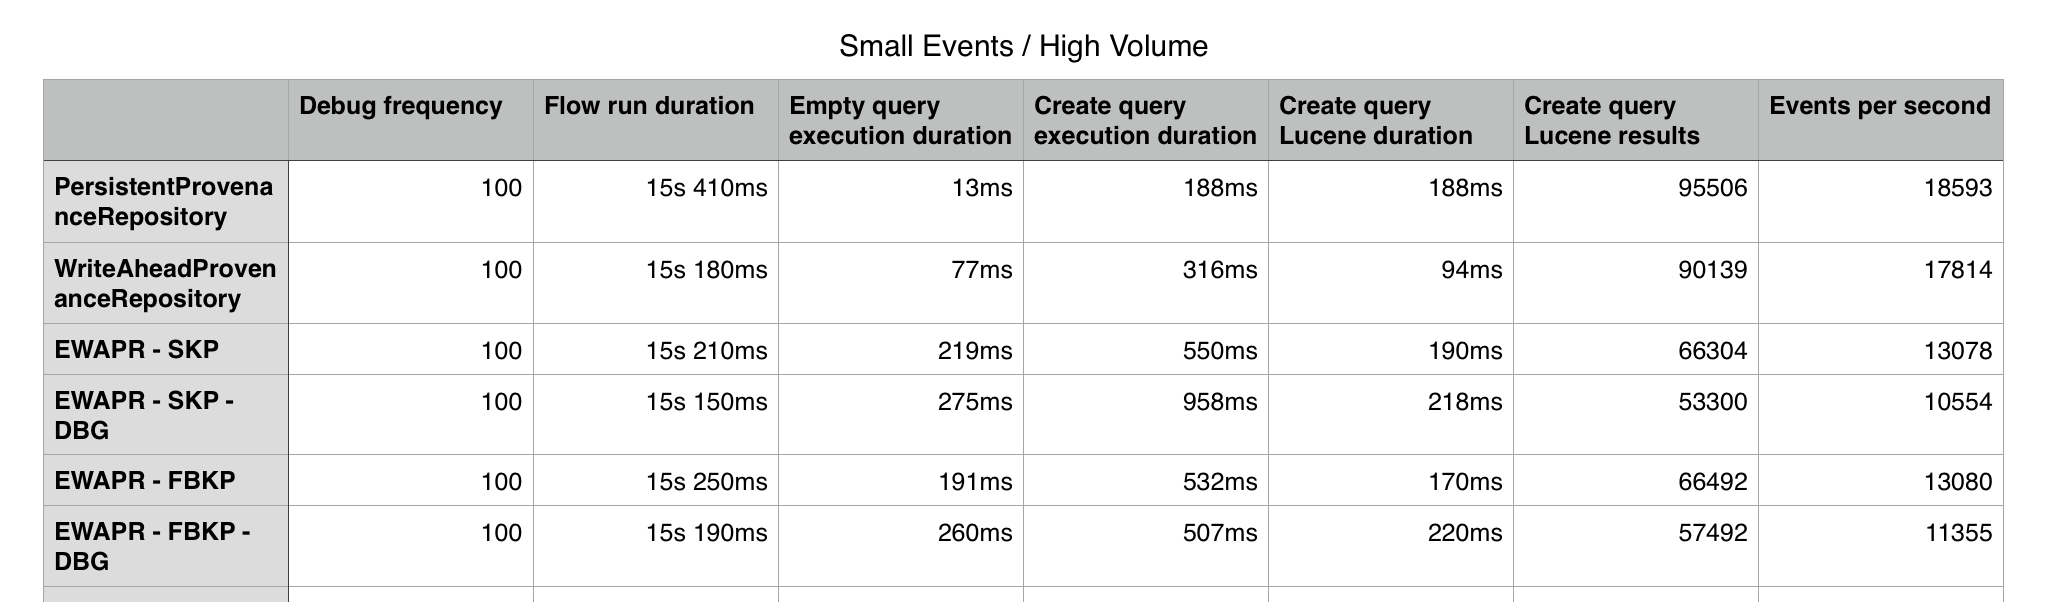 Small Events / High Volume
Debug frequency Flow run duration Empty query execution duration Create query execution duration Create query Lucene duration Create query Lucene results Events per second
PersistentProvenanceRepository 100 15s 410ms 13ms 188ms 188ms 95506 18593
WriteAheadProvenanceRepository 100 15s 180ms 77ms 316ms 94ms 90139 17814
EWAPR - SKP 100 15s 210ms 219ms 550ms 190ms 66304 13078
EWAPR - SKP - DBG 100 15s 150ms 275ms 958ms 218ms 53300 10554
EWAPR - FBKP 100 15s 250ms 191ms 532ms 170ms 66492 13080
EWAPR - FBKP - DBG 100 15s 190ms 260ms 507ms 220ms 57492 11355